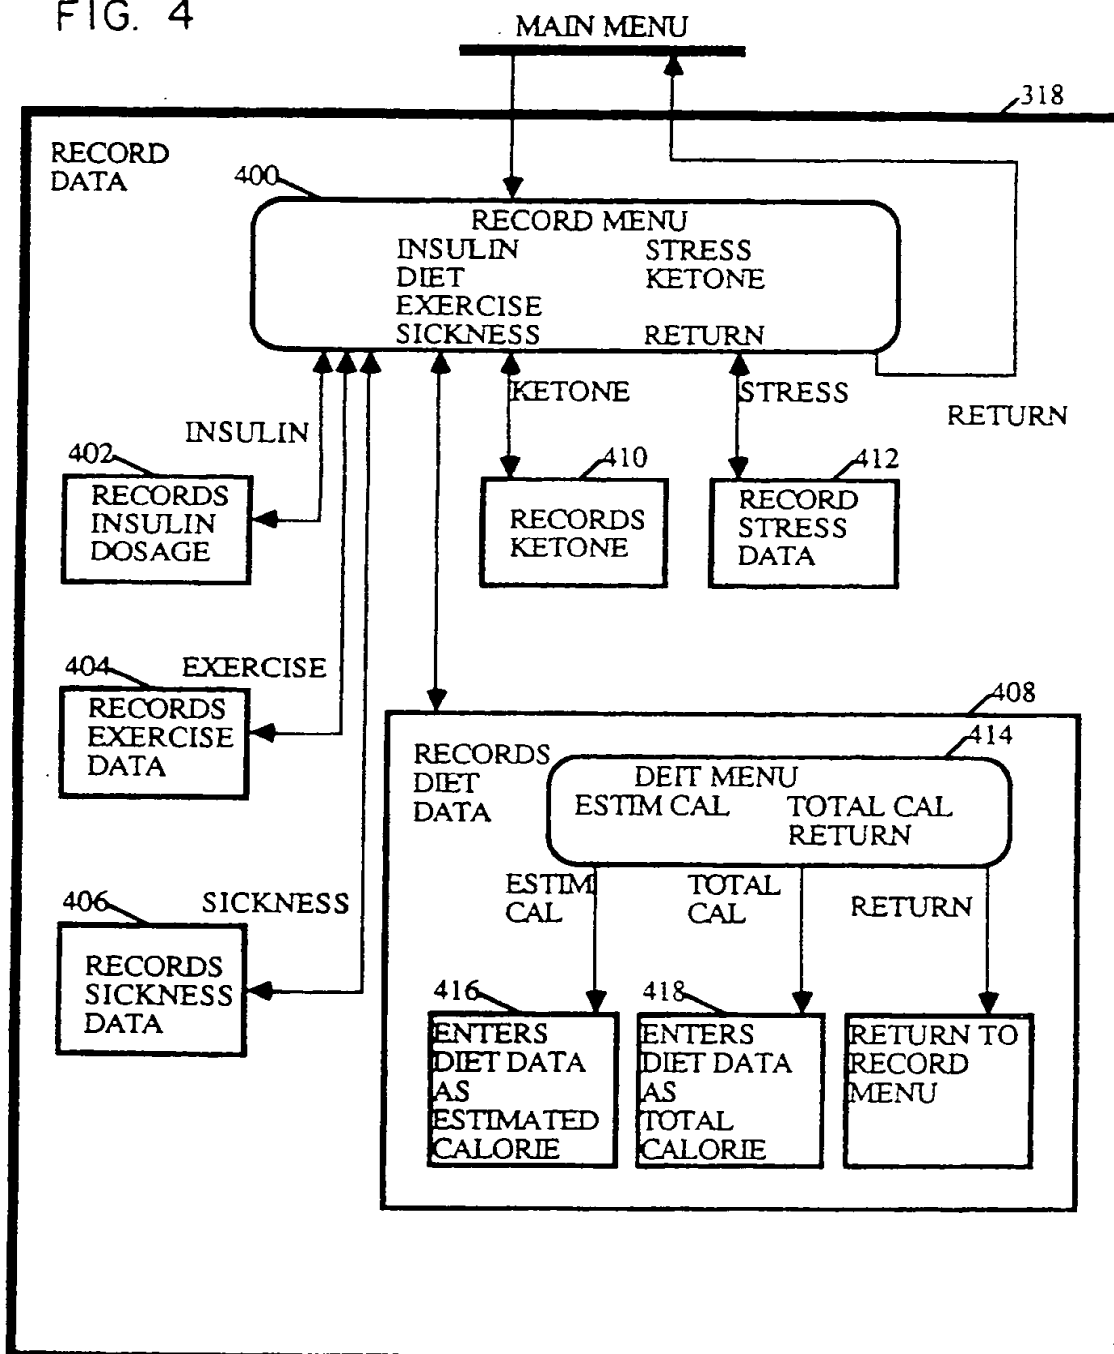 FIG. 4
MAIN MENU
318
RECORD
DATA
400
RECORD MENU
INSULIN STRESS
DIET KETONE
EXERCISE
SICKNESS RETURN
KETONE
STRESS
RETURN
INSULIN
402
RECORDS
INSULIN
DOSAGE
410
RECORDS
KETONE
412
RECORD
STRESS
DATA
404
EXERCISE
RECORDS
EXERCISE
DATA
408
RECORDS
DIET
DATA
414
DEIT MENU
ESTIM CAL TOTAL CAL
RETURN
406
SICKNESS
RECORDS
SICKNESS
DATA
ESTIM
CAL
TOTAL
CAL
RETURN
416
ENTERS
DIET DATA
AS
ESTIMATED
CALORIE
418
ENTERS
DIET DATA
AS
TOTAL
CALORIE
RETURN TO
RECORD
MENU